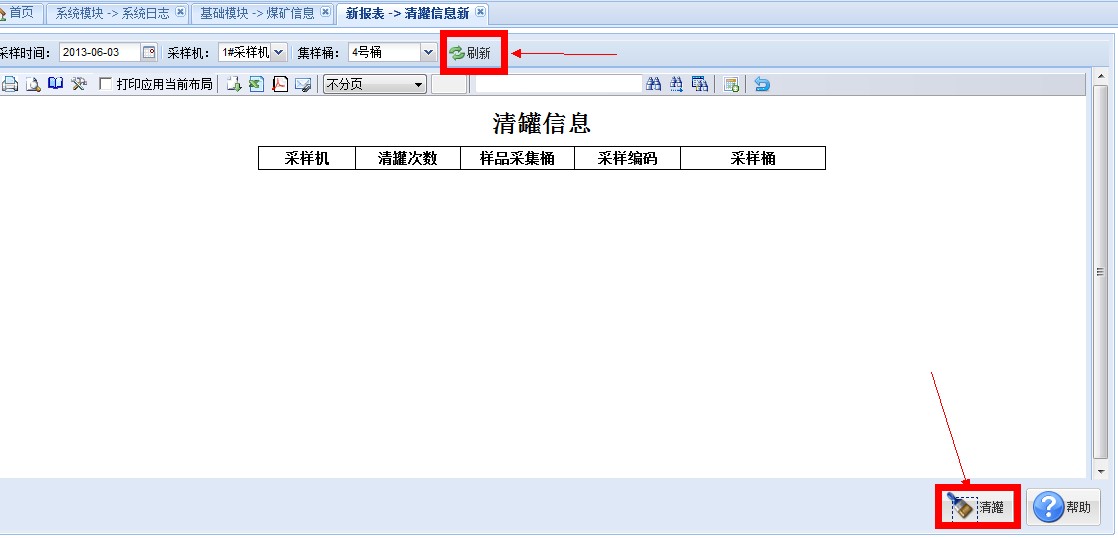 首页 系统模块 -> 系统日志 基础模块 -> 煤矿信息 新报表 -> 清罐信息新
采样时间： 2013-06-03 采样机： 1#采样机 集样桶： 4号桶 刷新
打印应用当前布局 不分页
清罐信息
采样机 清罐次数 样品采集桶 采样编码 采样桶
清罐 帮助